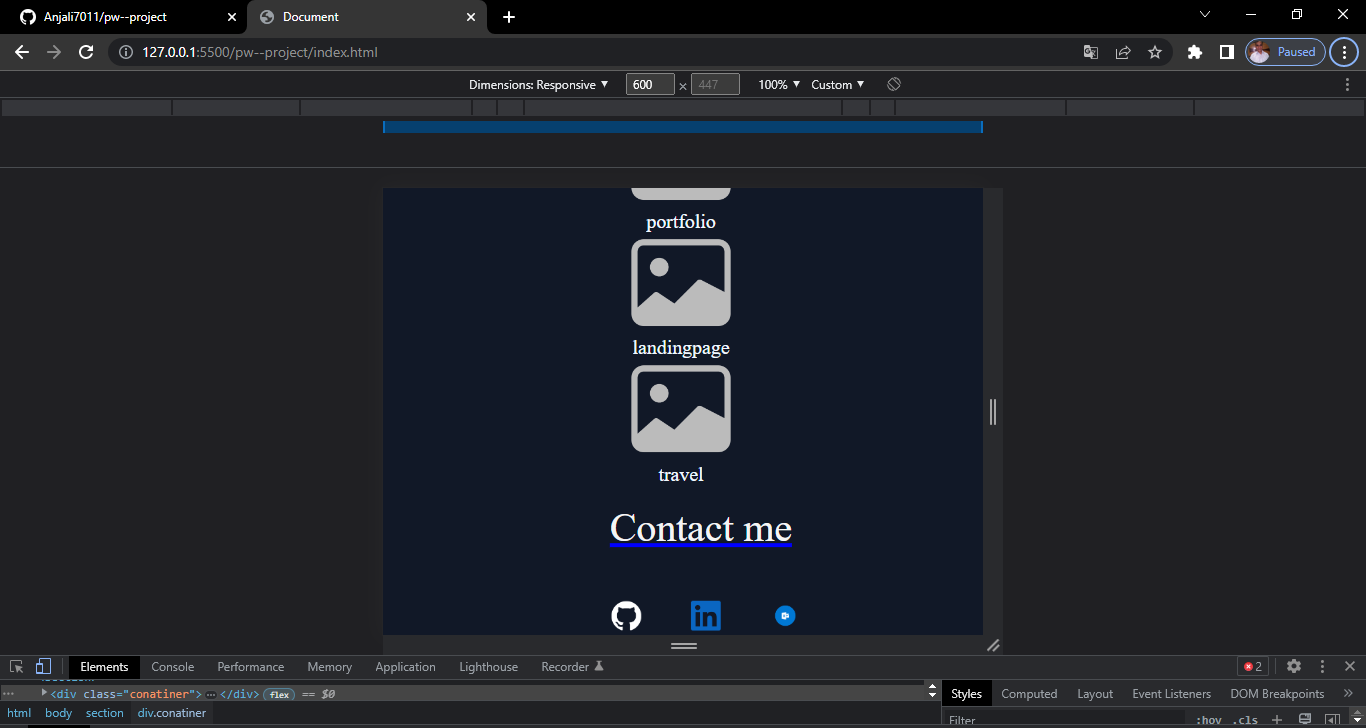 Anjali7011/pw--project
Document
127.0.0.1:5500/pw--project/index.html
Paused
Dimensions: Responsive
600 × 447
100%
Custom
portfolio
landingpage
travel
Contact me
in
Elements Console Performance Memory Application Lighthouse Recorder 2
<div class="conatiner"> … </div> flex == $0
Styles Computed Layout Event Listeners DOM Breakpoints »
html body section div.conatiner
Filter :hov .cls +